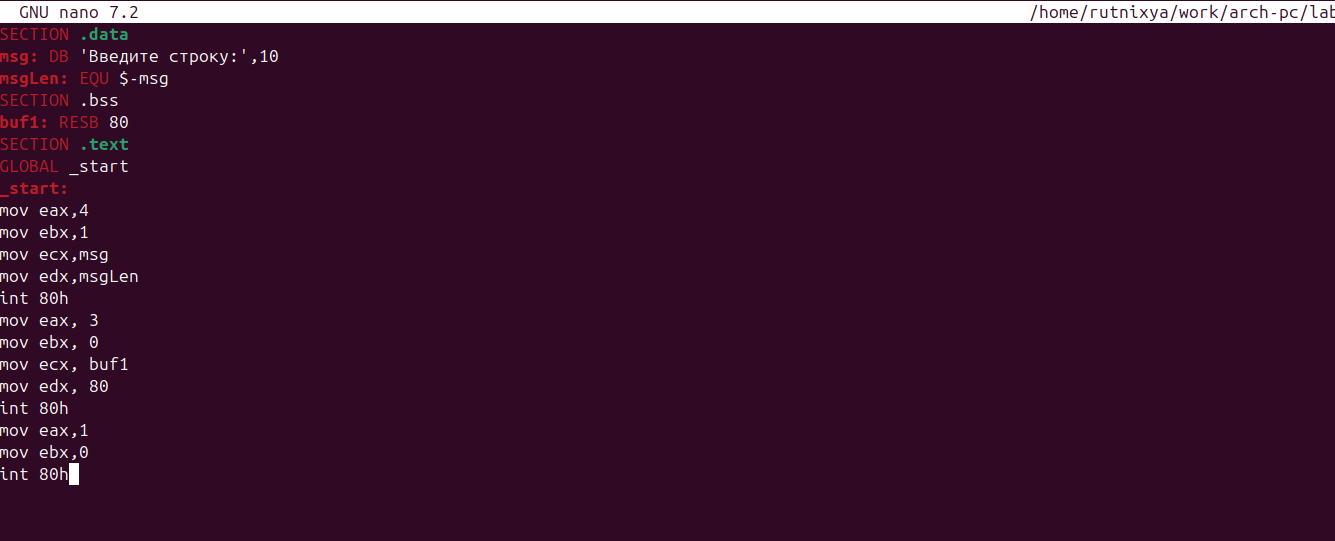 GNU nano 7.2 /home/rutnixya/work/arch-pc/lab
SECTION .data
msg: DB 'Введите строку:',10
msgLen: EQU $-msg
SECTION .bss
buf1: RESB 80
SECTION .text
GLOBAL _start
_start:
mov eax,4
mov ebx,1
mov ecx,msg
mov edx,msgLen
int 80h
mov eax, 3
mov ebx, 0
mov ecx, buf1
mov edx, 80
int 80h
mov eax,1
mov ebx,0
int 80h